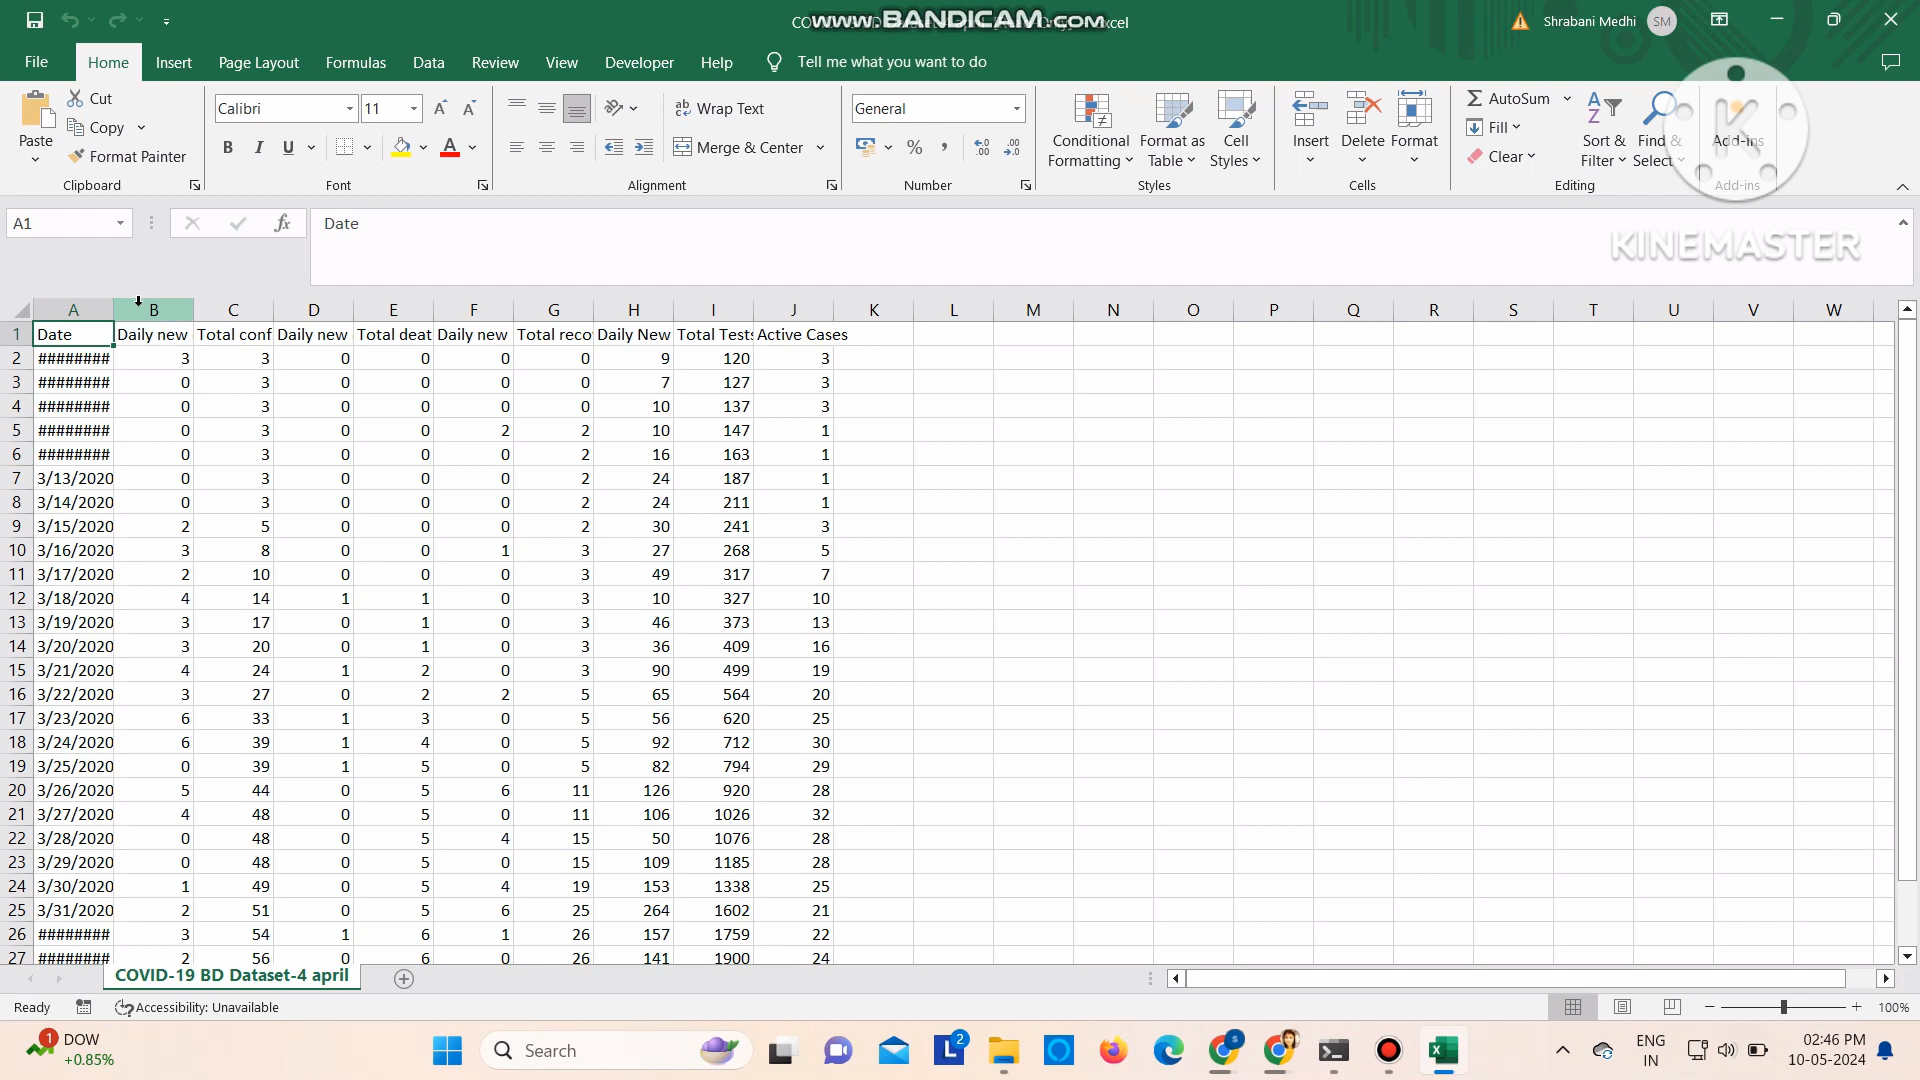 www.BANDICAM.com
CO
xcel
Shrabani Medhi
SM
File Home Insert Page Layout Formulas Data Review View Developer Help Tell me what you want to do
Paste
Cut
Copy
Format Painter
Clipboard
Calibri 11
B I U
Font
Wrap Text
Merge & Center
Alignment
General
Number
Conditional Formatting
Format as Table
Cell Styles
Styles
Insert Delete Format
Cells
AutoSum
Fill
Clear
Sort & Filter
Find & Select
Editing
Add-ins
Add-ins
KINEMASTER
A1 fx Date
A B C D E F G H I J K L M N O P Q R S T U V W
1 Date Daily new Total conf Daily new Total deat Daily new Total reco Daily New Total Tests Active Cases
2 ######## 3 3 0 0 0 0 9 120 3
3 ######## 0 3 0 0 0 0 7 127 3
4 ######## 0 3 0 0 0 0 10 137 3
5 ######## 0 3 0 0 2 2 10 147 1
6 ######## 0 3 0 0 0 2 16 163 1
7 3/13/2020 0 3 0 0 0 2 24 187 1
8 3/14/2020 0 3 0 0 0 2 24 211 1
9 3/15/2020 2 5 0 0 0 2 30 241 3
10 3/16/2020 3 8 0 0 1 3 27 268 5
11 3/17/2020 2 10 0 0 0 3 49 317 7
12 3/18/2020 4 14 1 1 0 3 10 327 10
13 3/19/2020 3 17 0 1 0 3 46 373 13
14 3/20/2020 3 20 0 1 0 3 36 409 16
15 3/21/2020 4 24 1 2 0 3 90 499 19
16 3/22/2020 3 27 0 2 2 5 65 564 20
17 3/23/2020 6 33 1 3 0 5 56 620 25
18 3/24/2020 6 39 1 4 0 5 92 712 30
19 3/25/2020 0 39 1 5 0 5 82 794 29
20 3/26/2020 5 44 0 5 6 11 126 920 28
21 3/27/2020 4 48 0 5 0 11 106 1026 32
22 3/28/2020 0 48 0 5 4 15 50 1076 28
23 3/29/2020 0 48 0 5 0 15 109 1185 28
24 3/30/2020 1 49 0 5 4 19 153 1338 25
25 3/31/2020 2 51 0 5 6 25 264 1602 21
26 ######## 3 54 1 6 1 26 157 1759 22
27 ######## 2 56 0 6 0 26 141 1900 24
COVID-19 BD Dataset-4 april
Ready Accessibility: Unavailable 100%
1 DOW
+0.85%
Search
2
ENG
IN
02:46 PM
10-05-2024